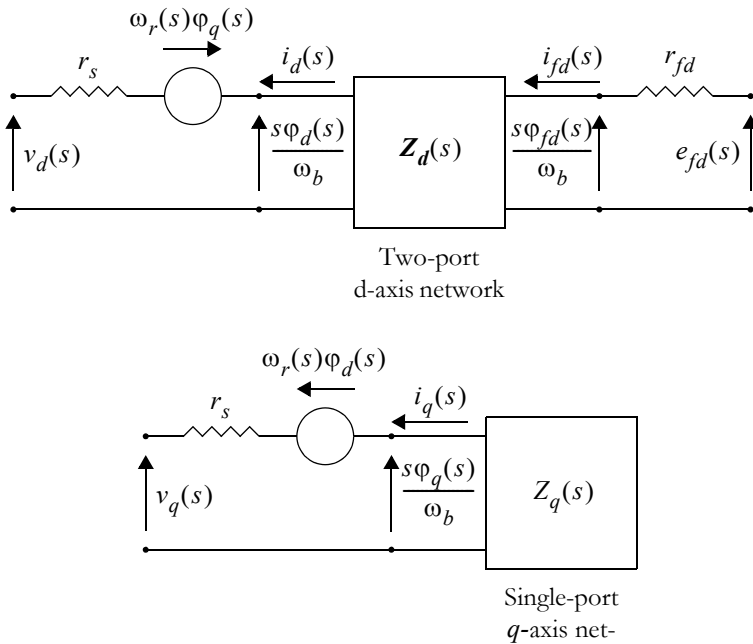 ω_r(s)φ_q(s)
r_s
i_d(s)
i_fd(s)
r_fd
v_d(s)
sφ_d(s)
ω_b
Z_d(s)
sφ_fd(s)
ω_b
e_fd(s)
Two-port
d-axis network
ω_r(s)φ_d(s)
r_s
i_q(s)
v_q(s)
sφ_q(s)
ω_b
Z_q(s)
Single-port
q-axis net-